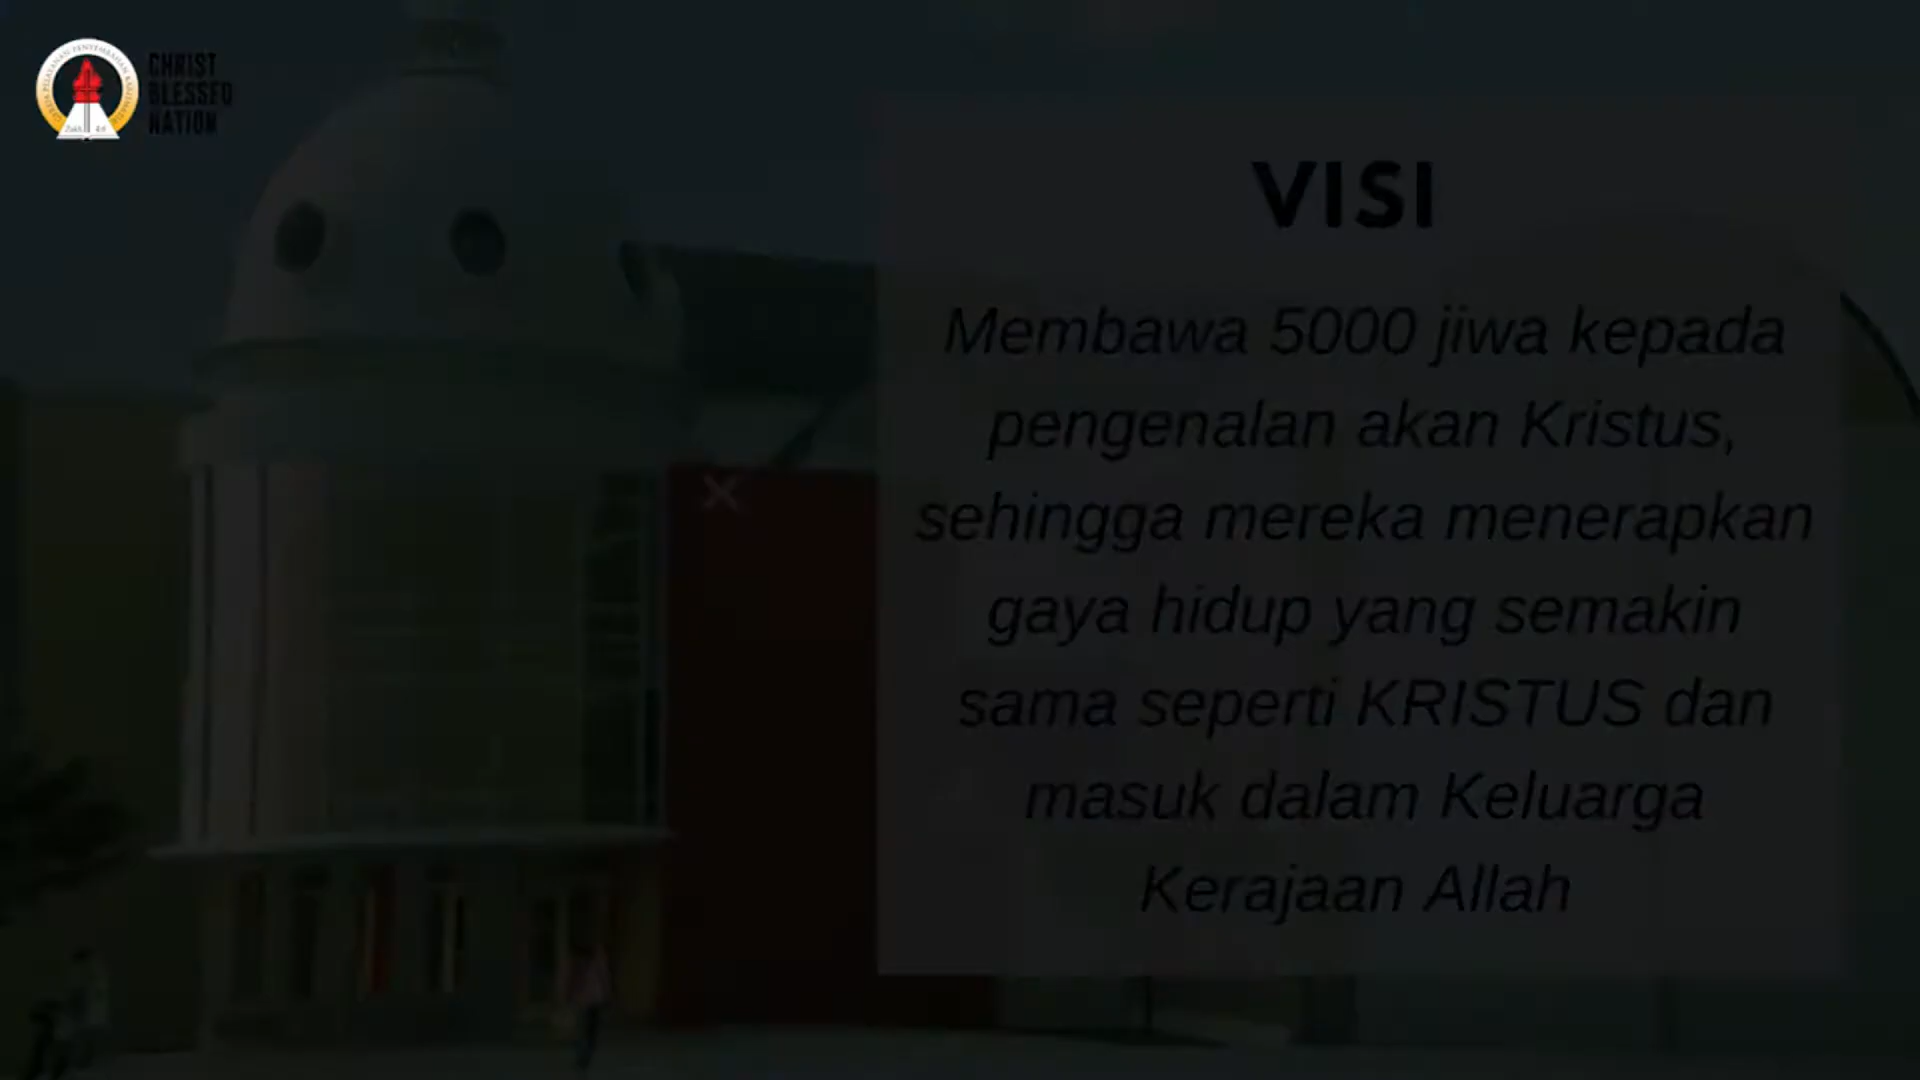 CHRIST
BLESSED
NATION
VISI
Membawa 5000 jiwa kepada
pengenalan akan Kristus,
sehingga mereka menerapkan
gaya hidup yang semakin
sama seperti KRISTUS dan
masuk dalam Keluarga
Kerajaan Allah